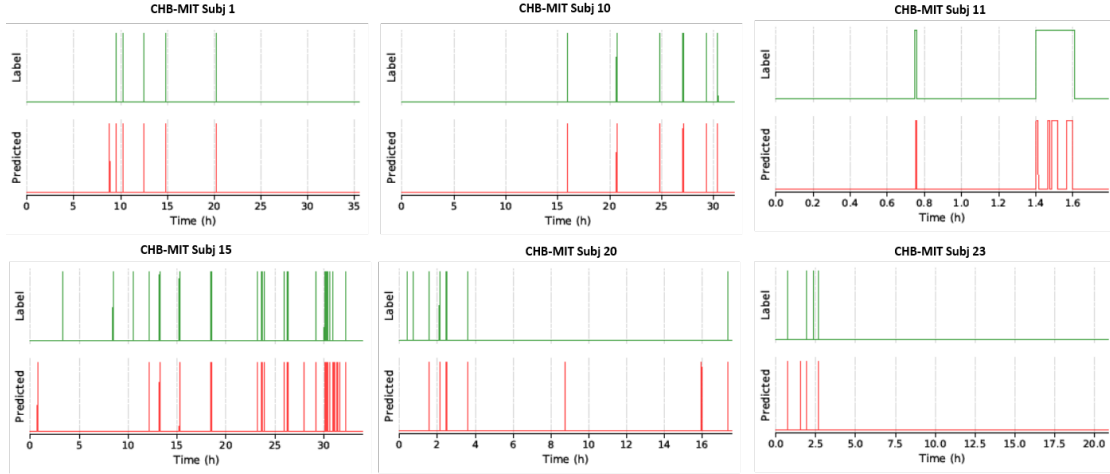 CHB-MIT Subj 1
Label
Predicted
0 5 10 15 20 25 30 35
Time (h)
CHB-MIT Subj 10
Label
Predicted
0 5 10 15 20 25 30
Time (h)
CHB-MIT Subj 11
Label
Predicted
0.0 0.2 0.4 0.6 0.8 1.0 1.2 1.4 1.6
Time (h)
CHB-MIT Subj 15
Label
Predicted
0 5 10 15 20 25 30
Time (h)
CHB-MIT Subj 20
Label
Predicted
0 2 4 6 8 10 12 14 16
Time (h)
CHB-MIT Subj 23
Label
Predicted
0.0 2.5 5.0 7.5 10.0 12.5 15.0 17.5 20.0
Time (h)